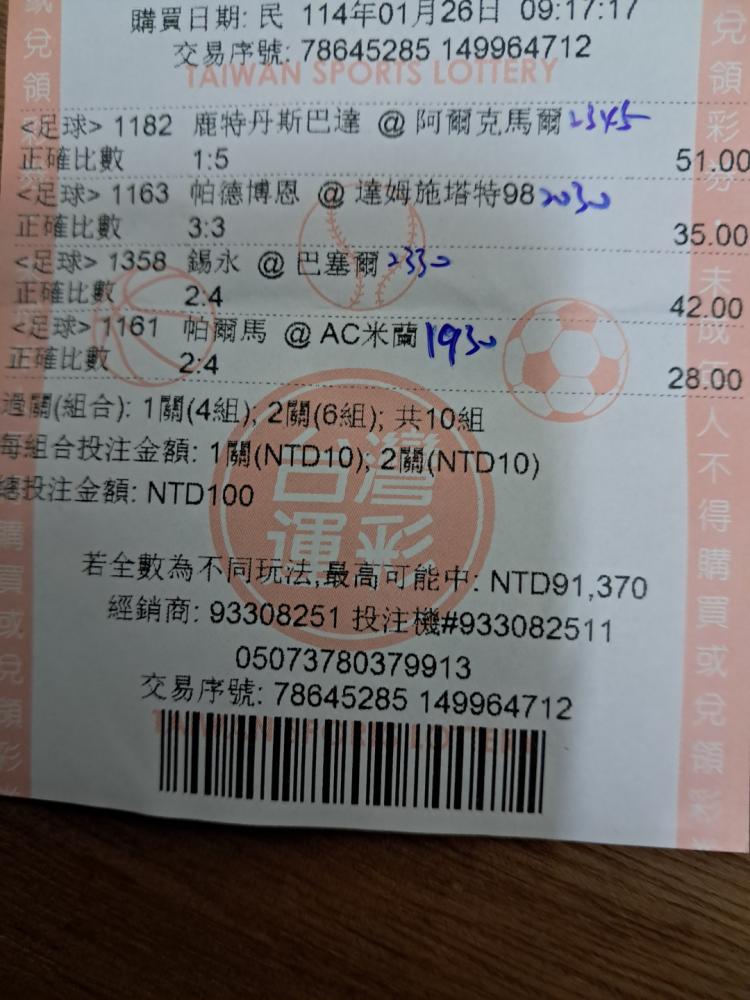 購買日期: 民 114年01月26日 09:17:17
交易序號: 78645285 149964712
TAIWAN SPORTS LOTTERY
<足球> 1182 鹿特丹斯巴達 @ 阿爾克馬爾 2345
正確比數 1:5 51.00
<足球> 1163 帕德博恩 @ 達姆施塔特98 2030
正確比數 3:3 35.00
<足球> 1358 錫永 @ 巴塞爾 2330
正確比數 2:4 42.00
<足球> 1161 帕爾馬 @ AC米蘭 1930
正確比數 2:4 28.00
過關(組合): 1關(4組); 2關(6組); 共10組
每組合投注金額: 1關(NTD10); 2關(NTD10)
總投注金額: NTD100
台灣
運彩
若全數為不同玩法,最高可能中: NTD91,370
經銷商: 93308251 投注機#933082511
05073780379913
交易序號: 78645285 149964712
或兌領
購買或兌領彩
兌領彩券
未成年人不得購買或兌領彩